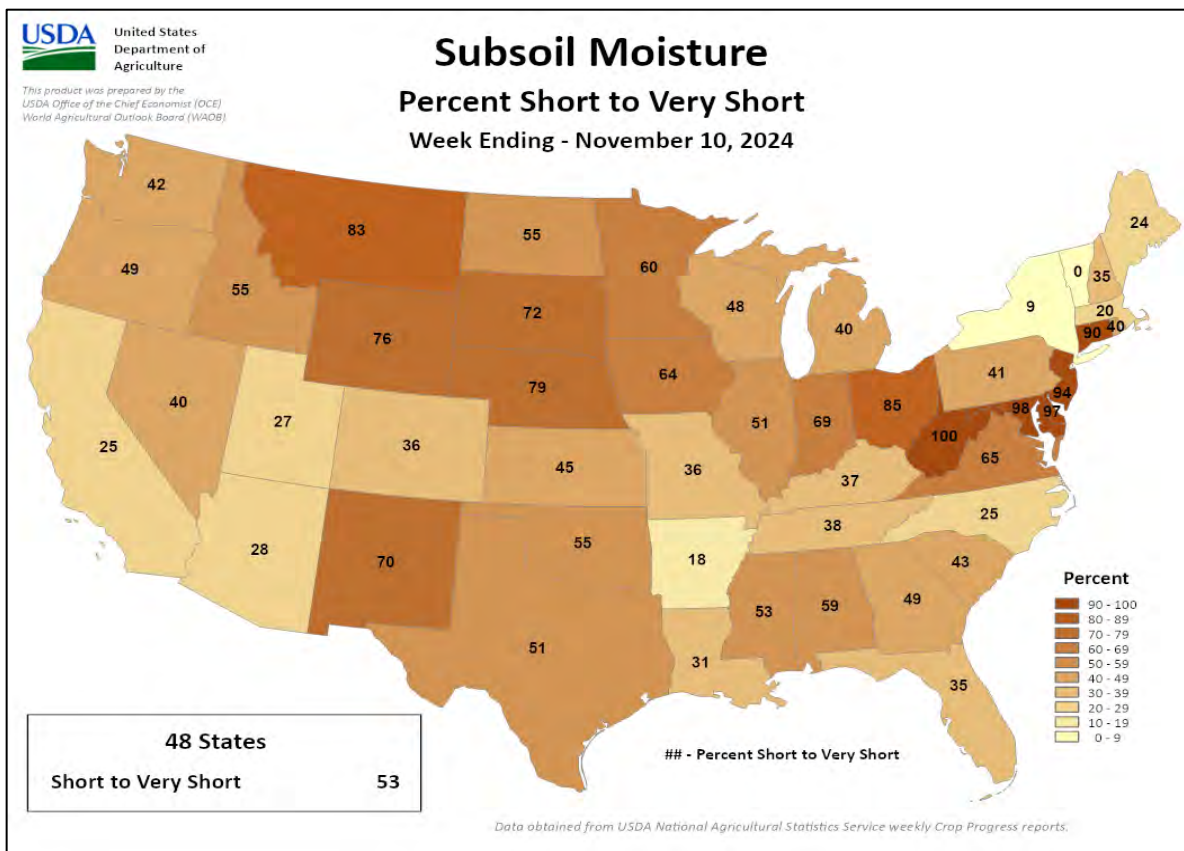 USDA
United States
Department of
Agriculture
This product was prepared by the
USDA Office of the Chief Economist (OCE)
World Agricultural Outlook Board (WAOB)
Subsoil Moisture
Percent Short to Very Short
Week Ending - November 10, 2024
42
83
55
60
24
49
55
72
48
40
9
0
35
20
90
40
76
79
64
41
94
40
27
36
45
51
69
85
98
97
100
25
36
37
65
28
70
55
18
38
25
43
51
53
59
49
31
35
Percent
90 - 100
80 - 89
70 - 79
60 - 69
50 - 59
40 - 49
30 - 39
20 - 29
10 - 19
0 - 9
48 States
Short to Very Short 53
## - Percent Short to Very Short
Data obtained from USDA National Agricultural Statistics Service weekly Crop Progress reports.